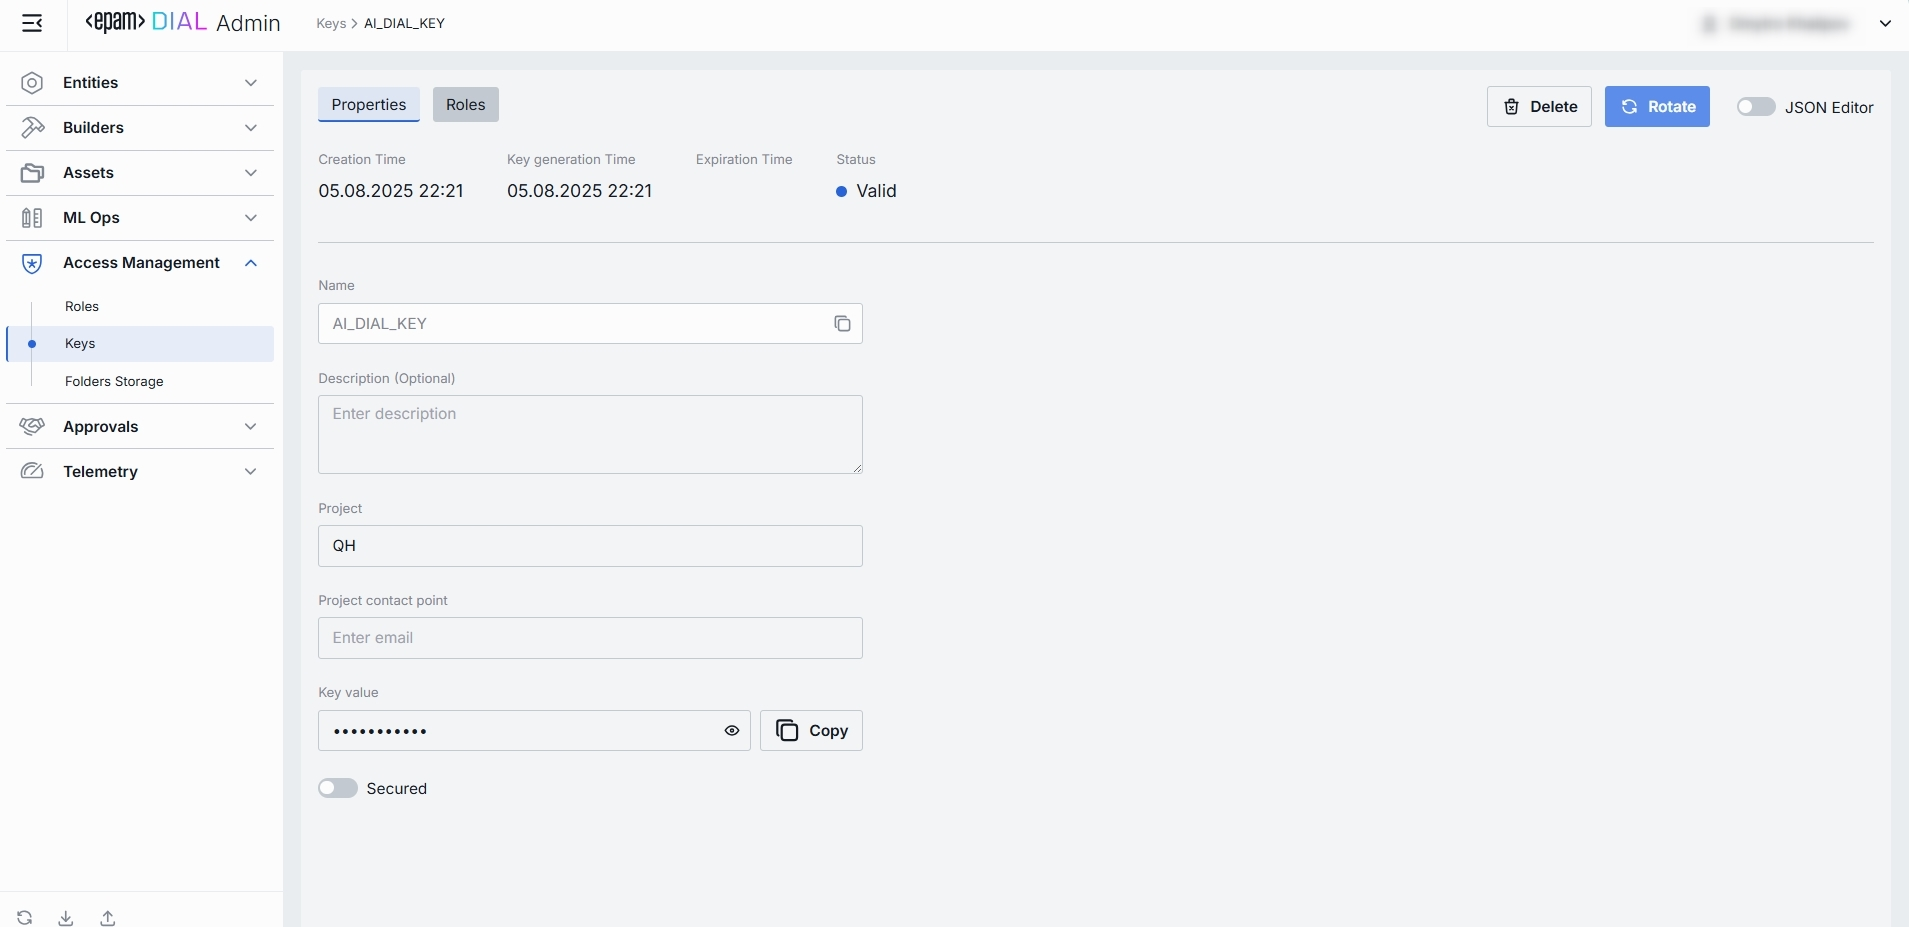 <epam> DIAL Admin
Keys > AI_DIAL_KEY
Entities
Builders
Assets
ML Ops
Access Management
Roles
Keys
Folders Storage
Approvals
Telemetry
Properties
Roles
Delete
Rotate
JSON Editor
Creation Time
05.08.2025 22:21
Key generation Time
05.08.2025 22:21
Expiration Time
Status
Valid
Name
AI_DIAL_KEY
Description (Optional)
Enter description
Project
QH
Project contact point
Enter email
Key value
•••••••••••
Copy
Secured